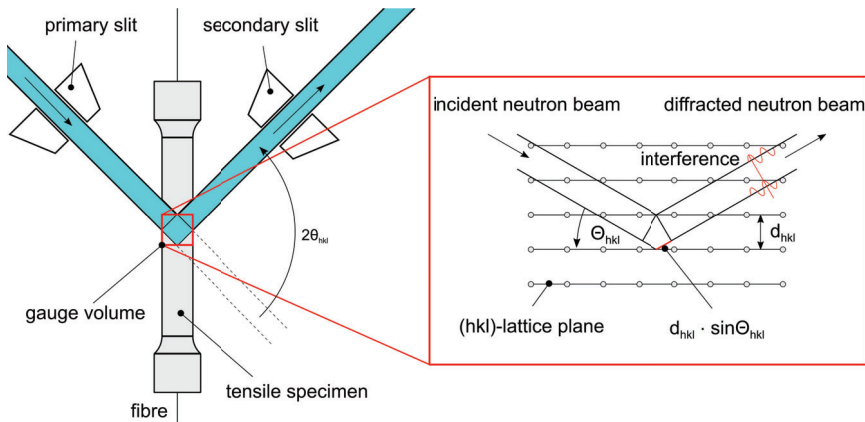 primary slit
secondary slit
2θhkl
gauge volume
tensile specimen
fibre
incident neutron beam
diffracted neutron beam
interference
Θhkl
dhkl
(hkl)-lattice plane
dhkl · sinΘhkl